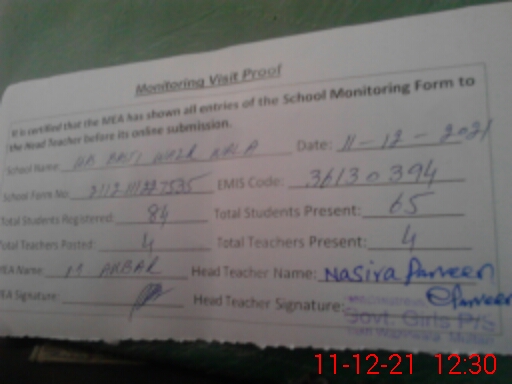 Monitoring Visit Proof
It is certified that the MEA has shown all entries of the School Monitoring Form to
the Head Teacher before its online submission.
School Name: Date: 11-12-2021
School Form No: EMIS Code: 36130394
Total Students Registered: 84 Total Students Present: 65
Total Teachers Posted: 4 Total Teachers Present: 4
MEA Name: M AKBAR Head Teacher Name: Nasira Parveen
MEA Signature: Head Teacher Signature: Parveen
Govt. Girls P/S
11-12-21 12:30